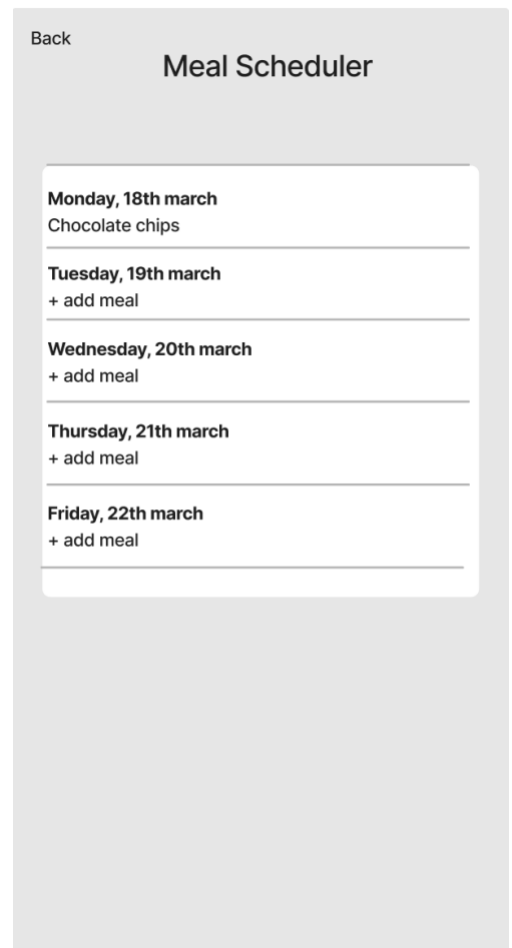 Back
Meal Scheduler
Monday, 18th march
Chocolate chips
Tuesday, 19th march
+ add meal
Wednesday, 20th march
+ add meal
Thursday, 21th march
+ add meal
Friday, 22th march
+ add meal